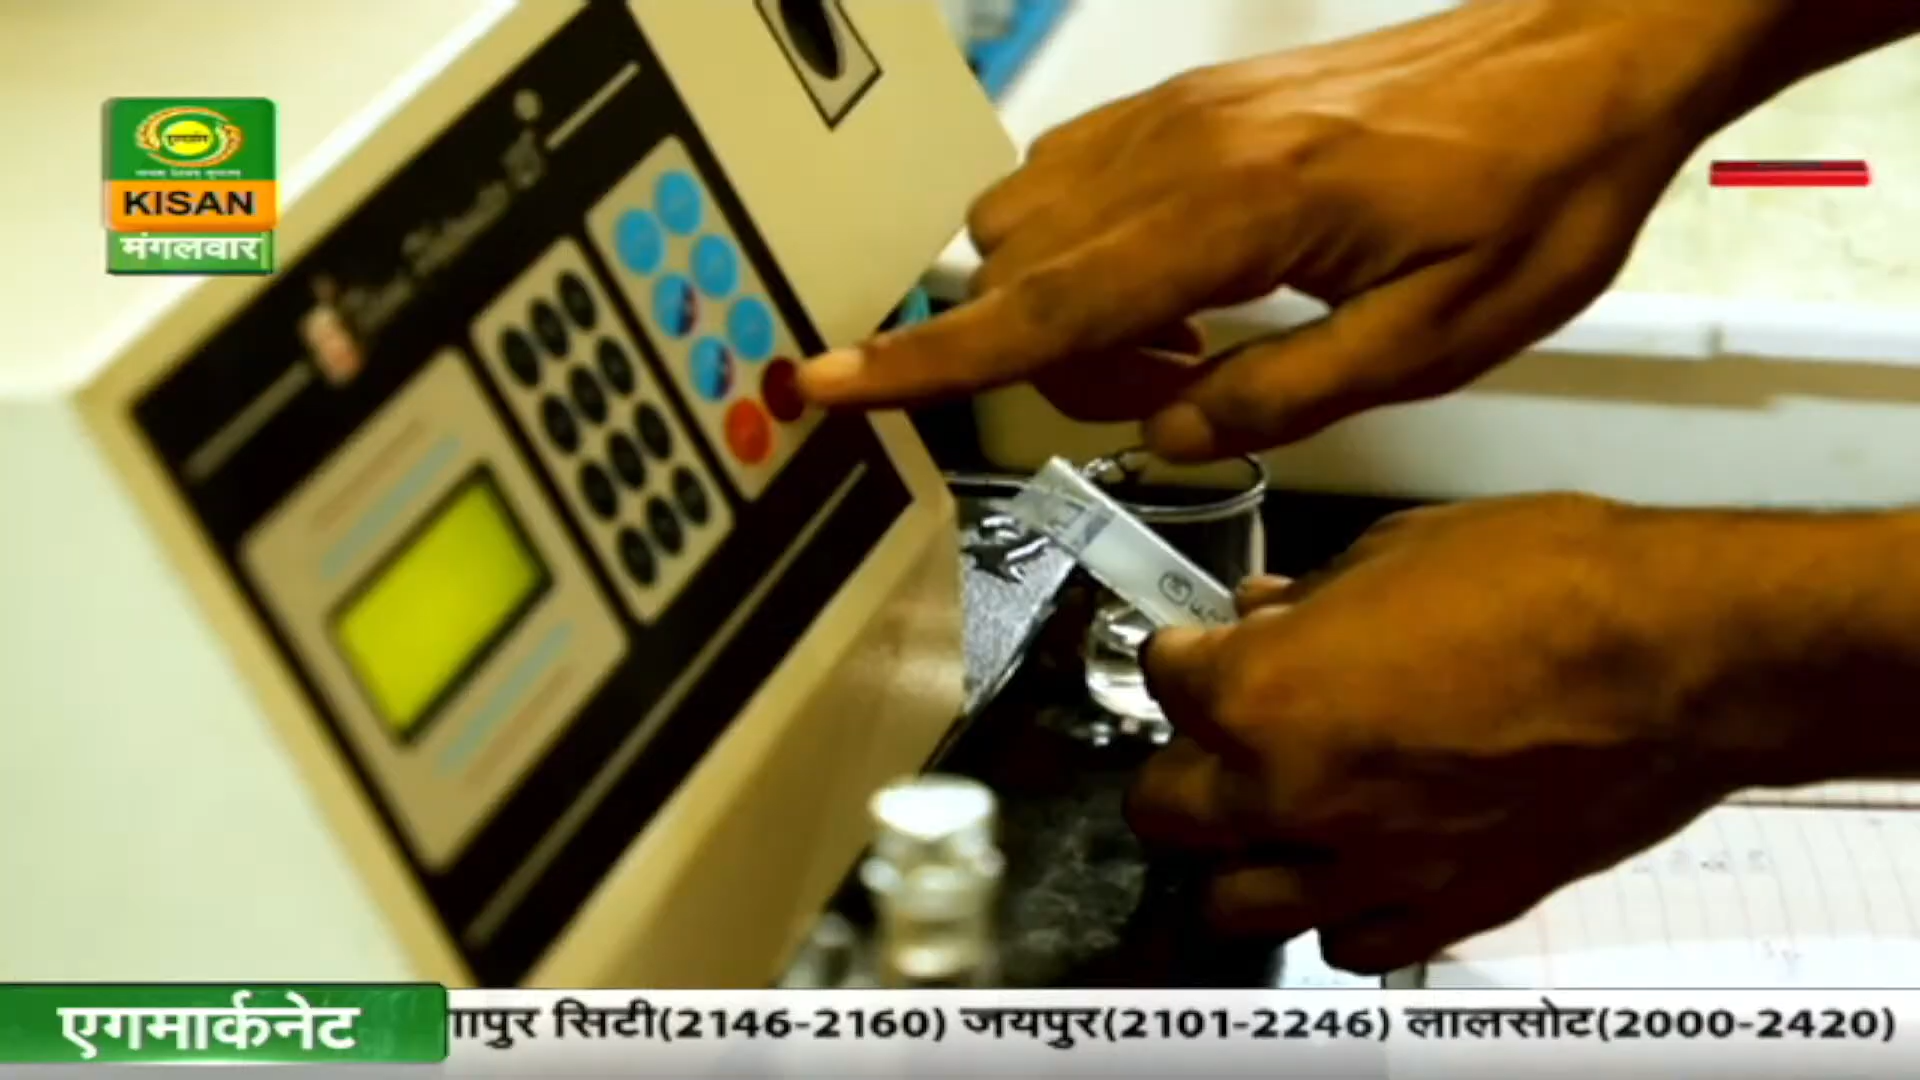 KISAN
मंगलवार
एगमार्कनेट
ापुर सिटी(2146-2160) जयपुर(2101-2246) लालसोट(2000-2420)